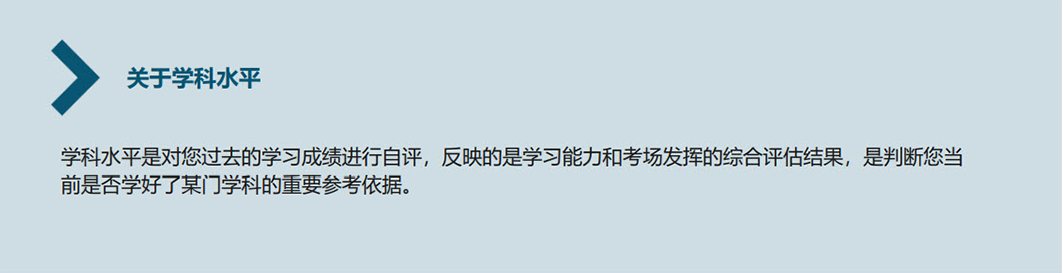 关于学科水平
学科水平是对您过去的学习成绩进行自评，反映的是学习能力和考场发挥的综合评估结果，是判断您当
前是否学好了某门学科的重要参考依据。